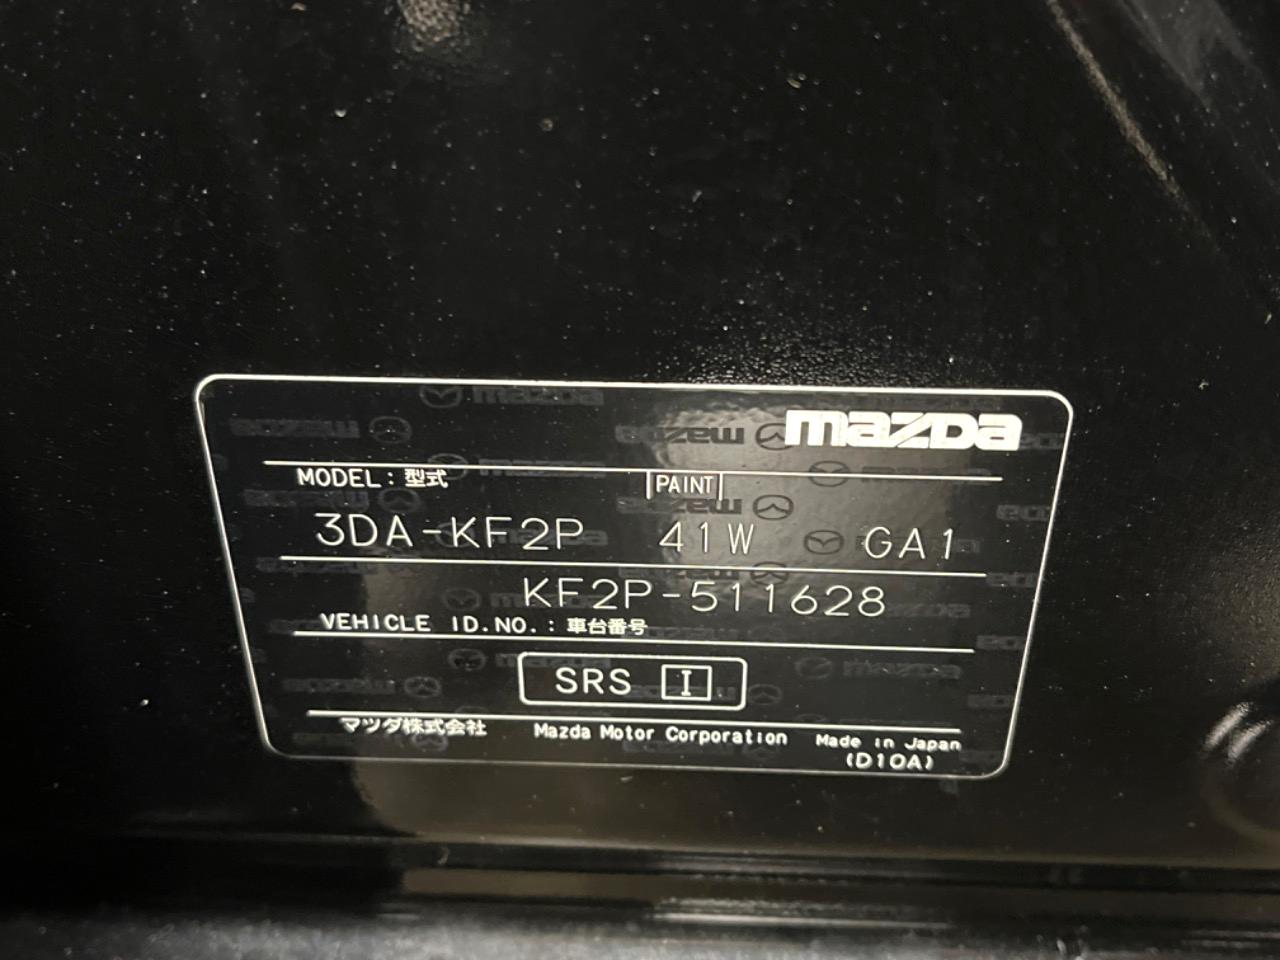 mazda
MODEL：型式 PAINT
3DA-KF2P 41W GA1
KF2P-511628
VEHICLE ID.NO.：車台番号
SRS I
マツダ株式会社 Mazda Motor Corporation Made in Japan
(D10A)